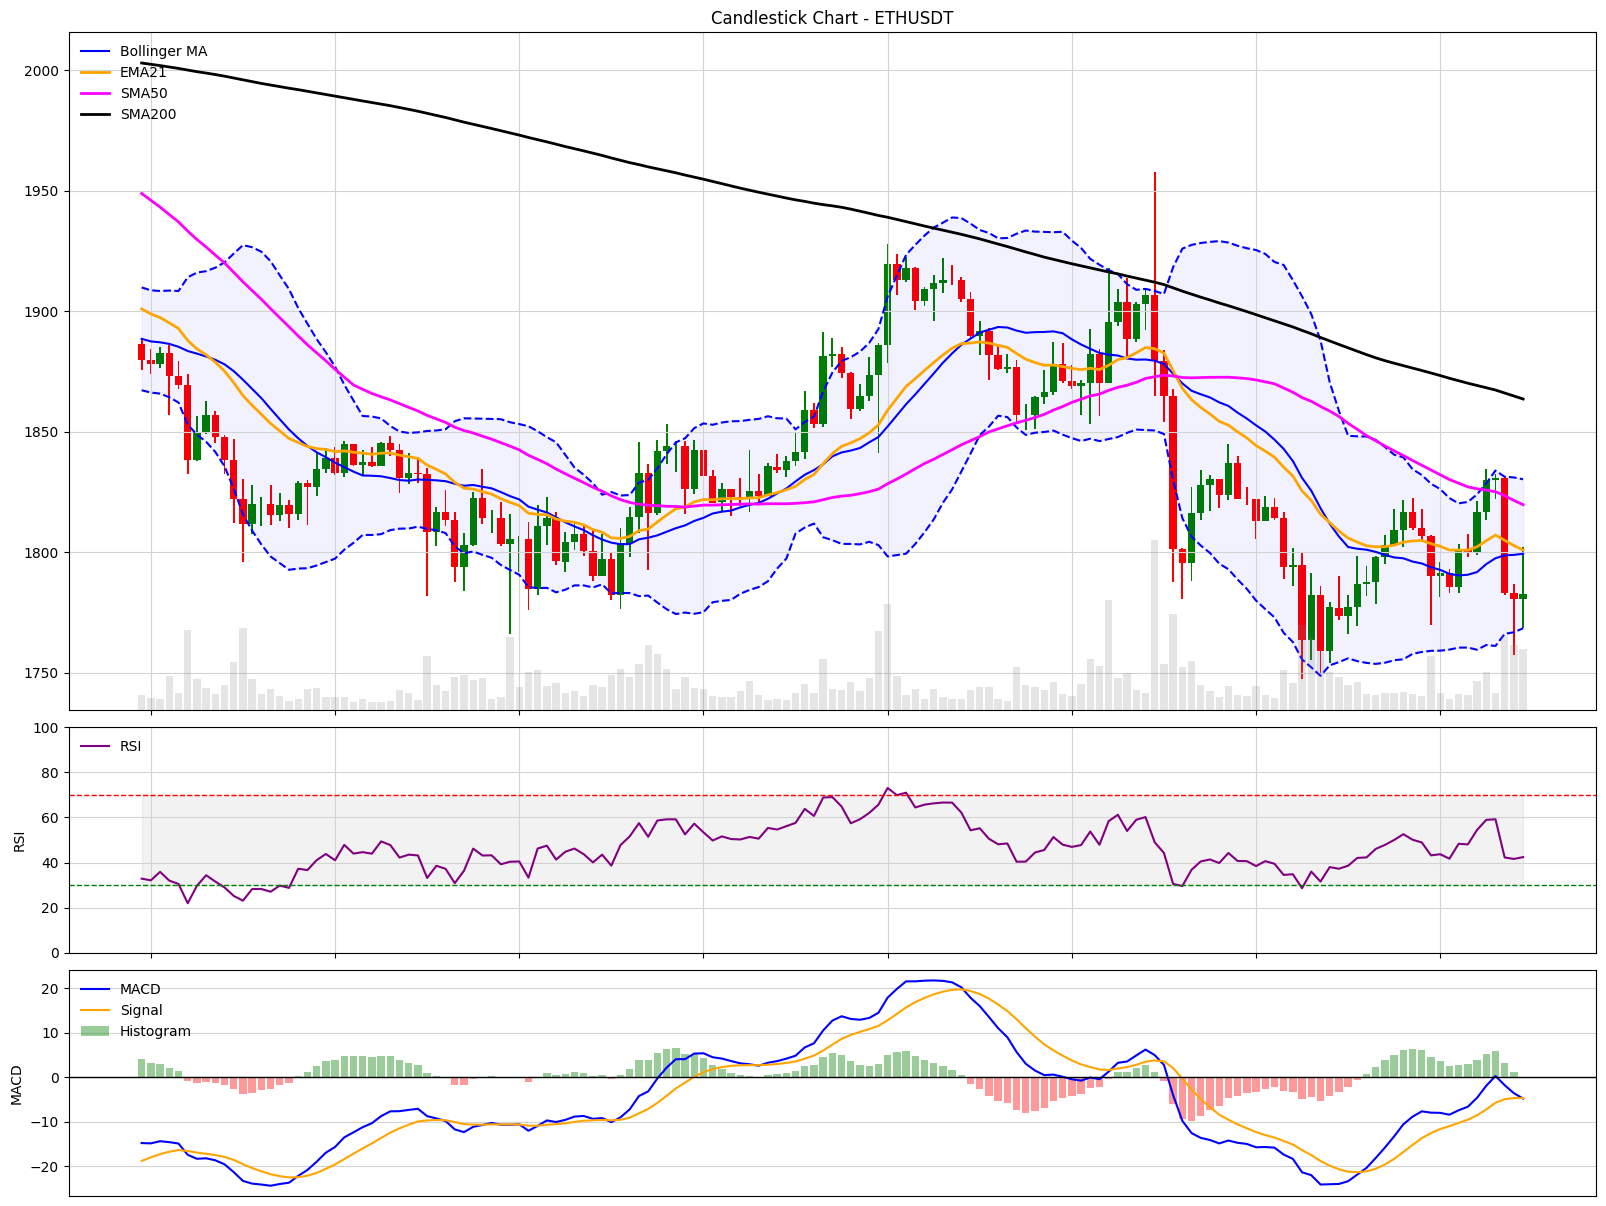 Candlestick Chart - ETHUSDT
Bollinger MA
EMA21
SMA50
SMA200
2000
1950
1900
1850
1800
1750
RSI
100
80
60
40
20
0
RSI
MACD
Signal
Histogram
20
10
0
−10
−20
MACD